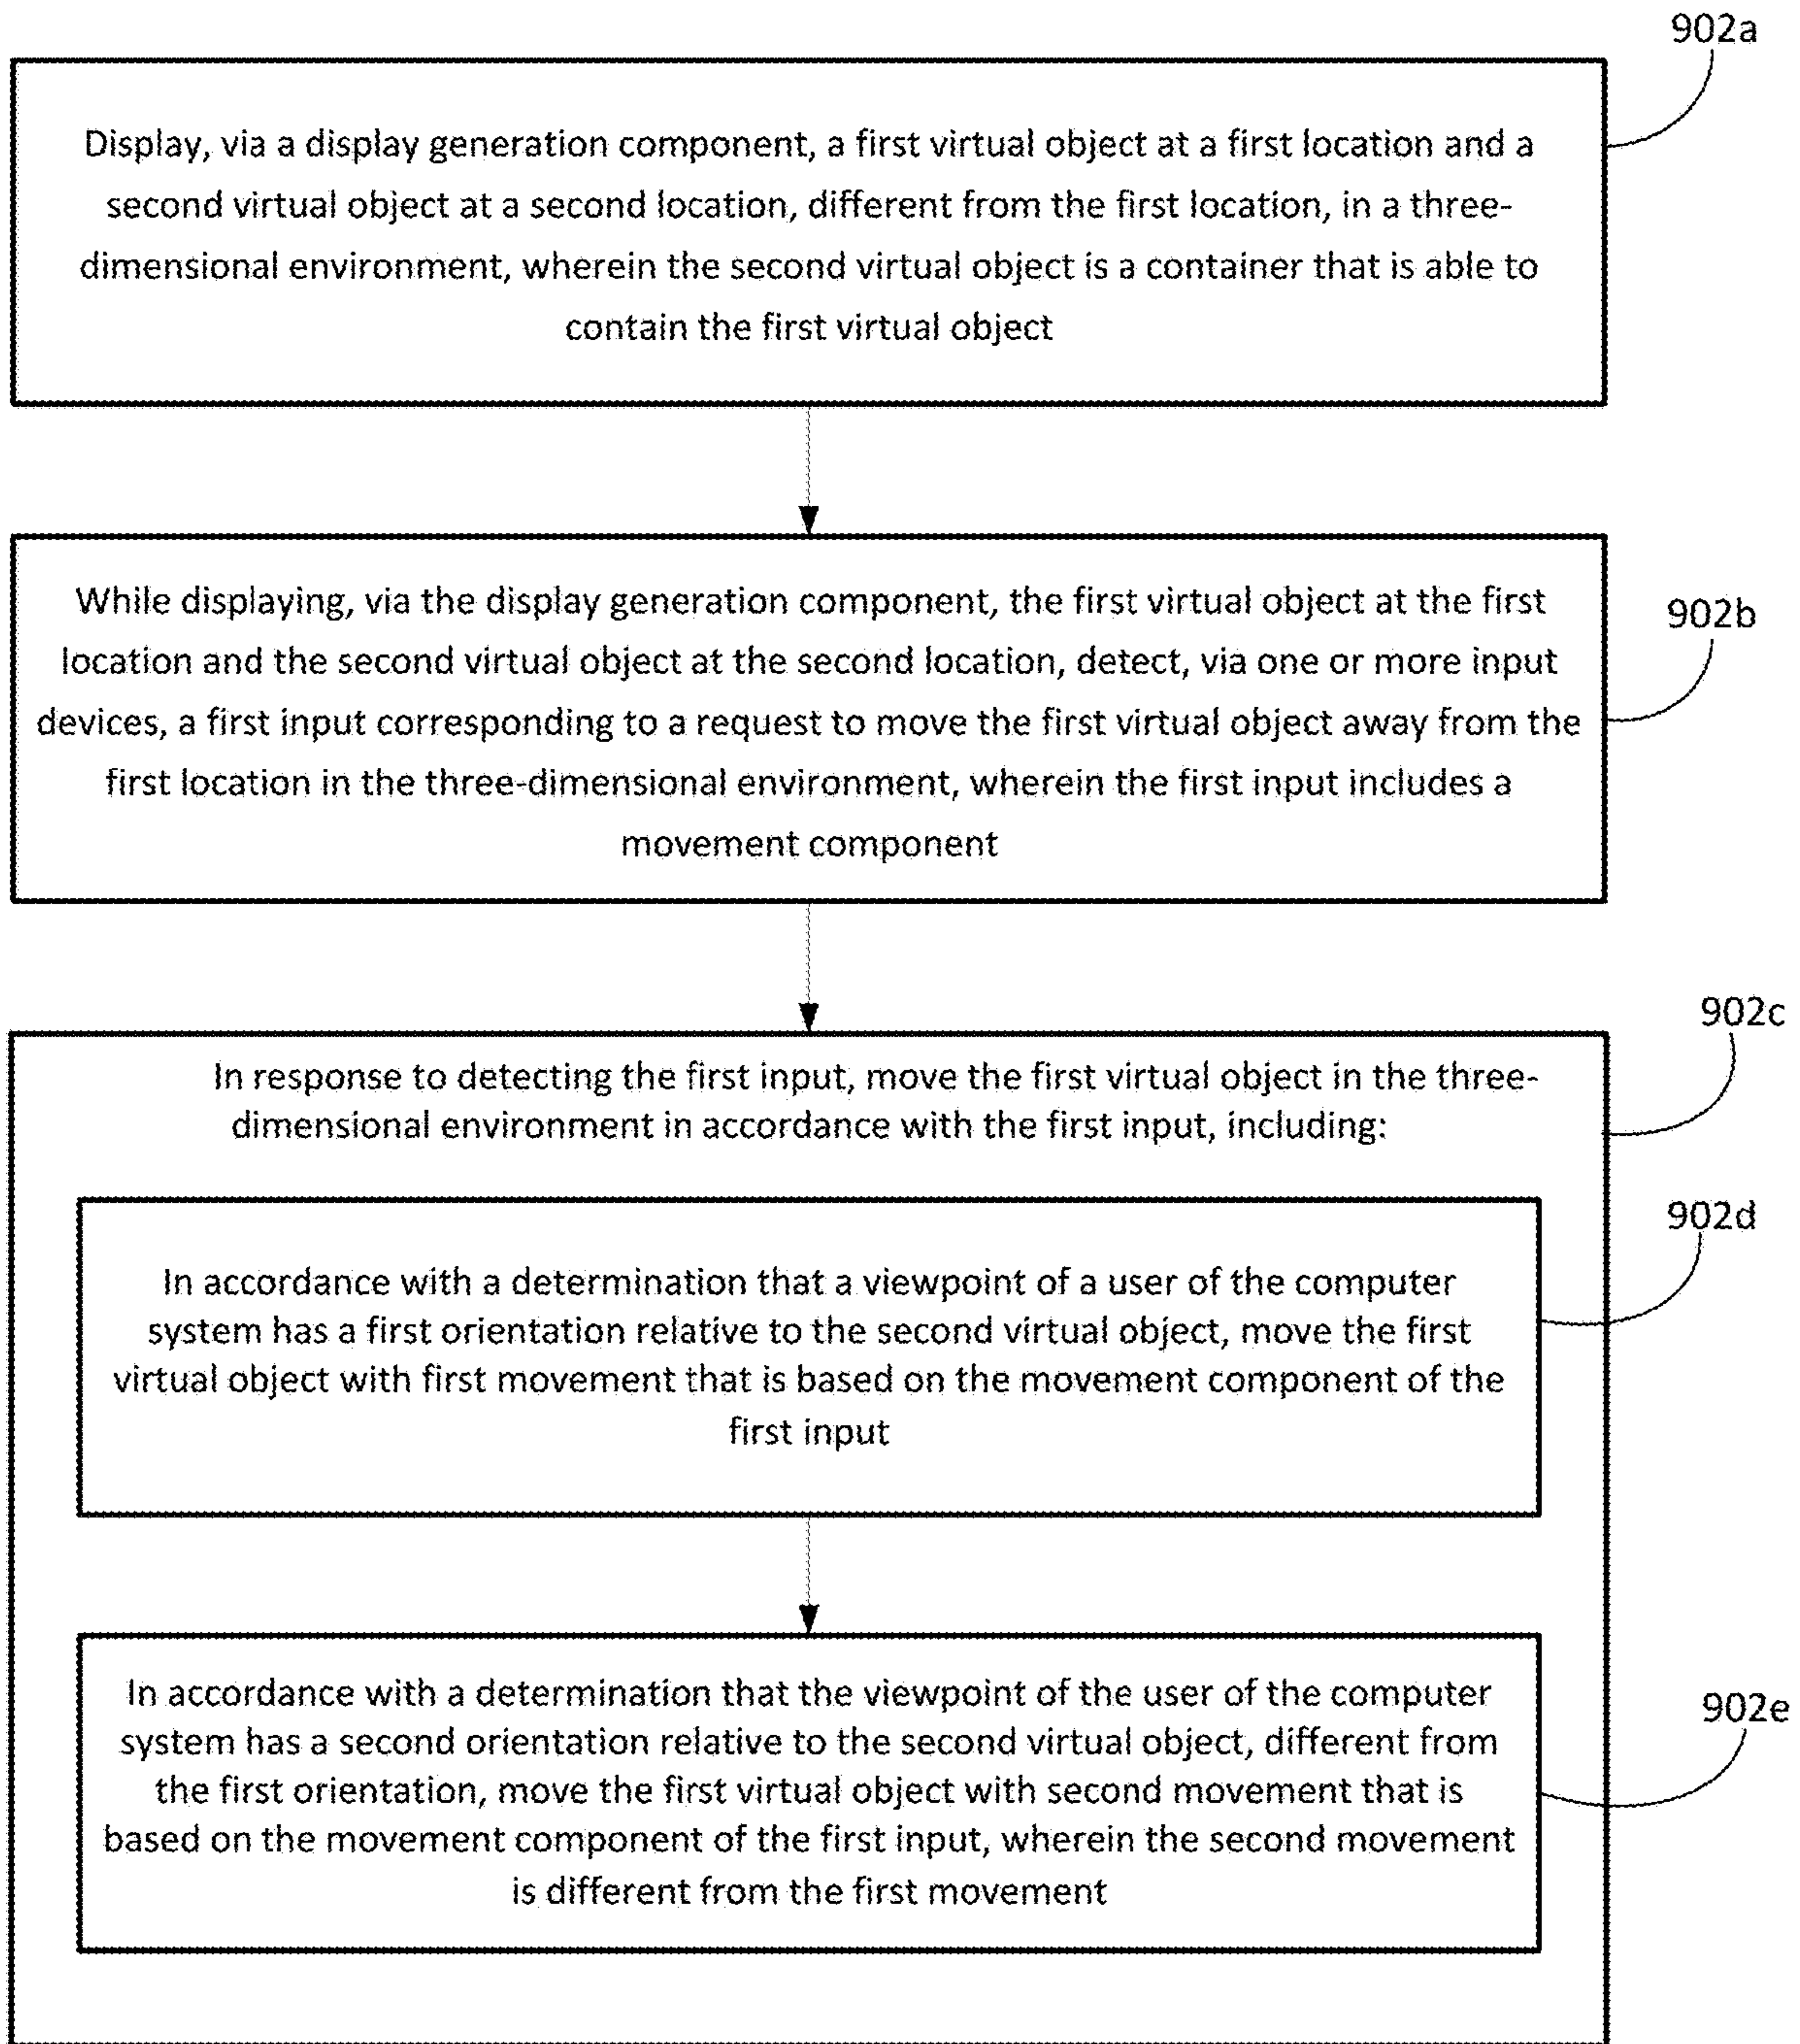 902a
Display, via a display generation component, a first virtual object at a first location and a
second virtual object at a second location, different from the first location, in a three-
dimensional environment, wherein the second virtual object is a container that is able to
contain the first virtual object
902b
While displaying, via the display generation component, the first virtual object at the first
location and the second virtual object at the second location, detect, via one or more input
devices, a first input corresponding to a request to move the first virtual object away from the
first location in the three-dimensional environment, wherein the first input includes a
movement component
902c
In response to detecting the first input, move the first virtual object in the three-
dimensional environment in accordance with the first input, including:
902d
In accordance with a determination that a viewpoint of a user of the computer
system has a first orientation relative to the second virtual object, move the first
virtual object with first movement that is based on the movement component of the
first input
902e
In accordance with a determination that the viewpoint of the user of the computer
system has a second orientation relative to the second virtual object, different from
the first orientation, move the first virtual object with second movement that is
based on the movement component of the first input, wherein the second movement
is different from the first movement